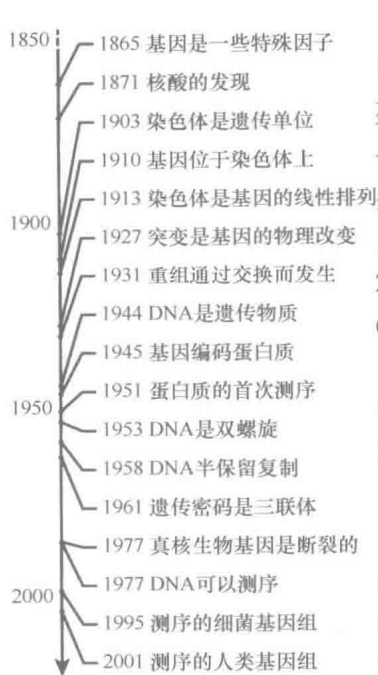 1850
1865 基因是一些特殊因子
1871 核酸的发现
1903 染色体是遗传单位
1910 基因位于染色体上
1913 染色体是基因的线性排列
1900
1927 突变是基因的物理改变
1931 重组通过交换而发生
1944 DNA是遗传物质
1945 基因编码蛋白质
1951 蛋白质的首次测序
1950
1953 DNA是双螺旋
1958 DNA半保留复制
1961 遗传密码是三联体
1977 真核生物基因是断裂的
1977 DNA可以测序
2000
1995 测序的细菌基因组
2001 测序的人类基因组